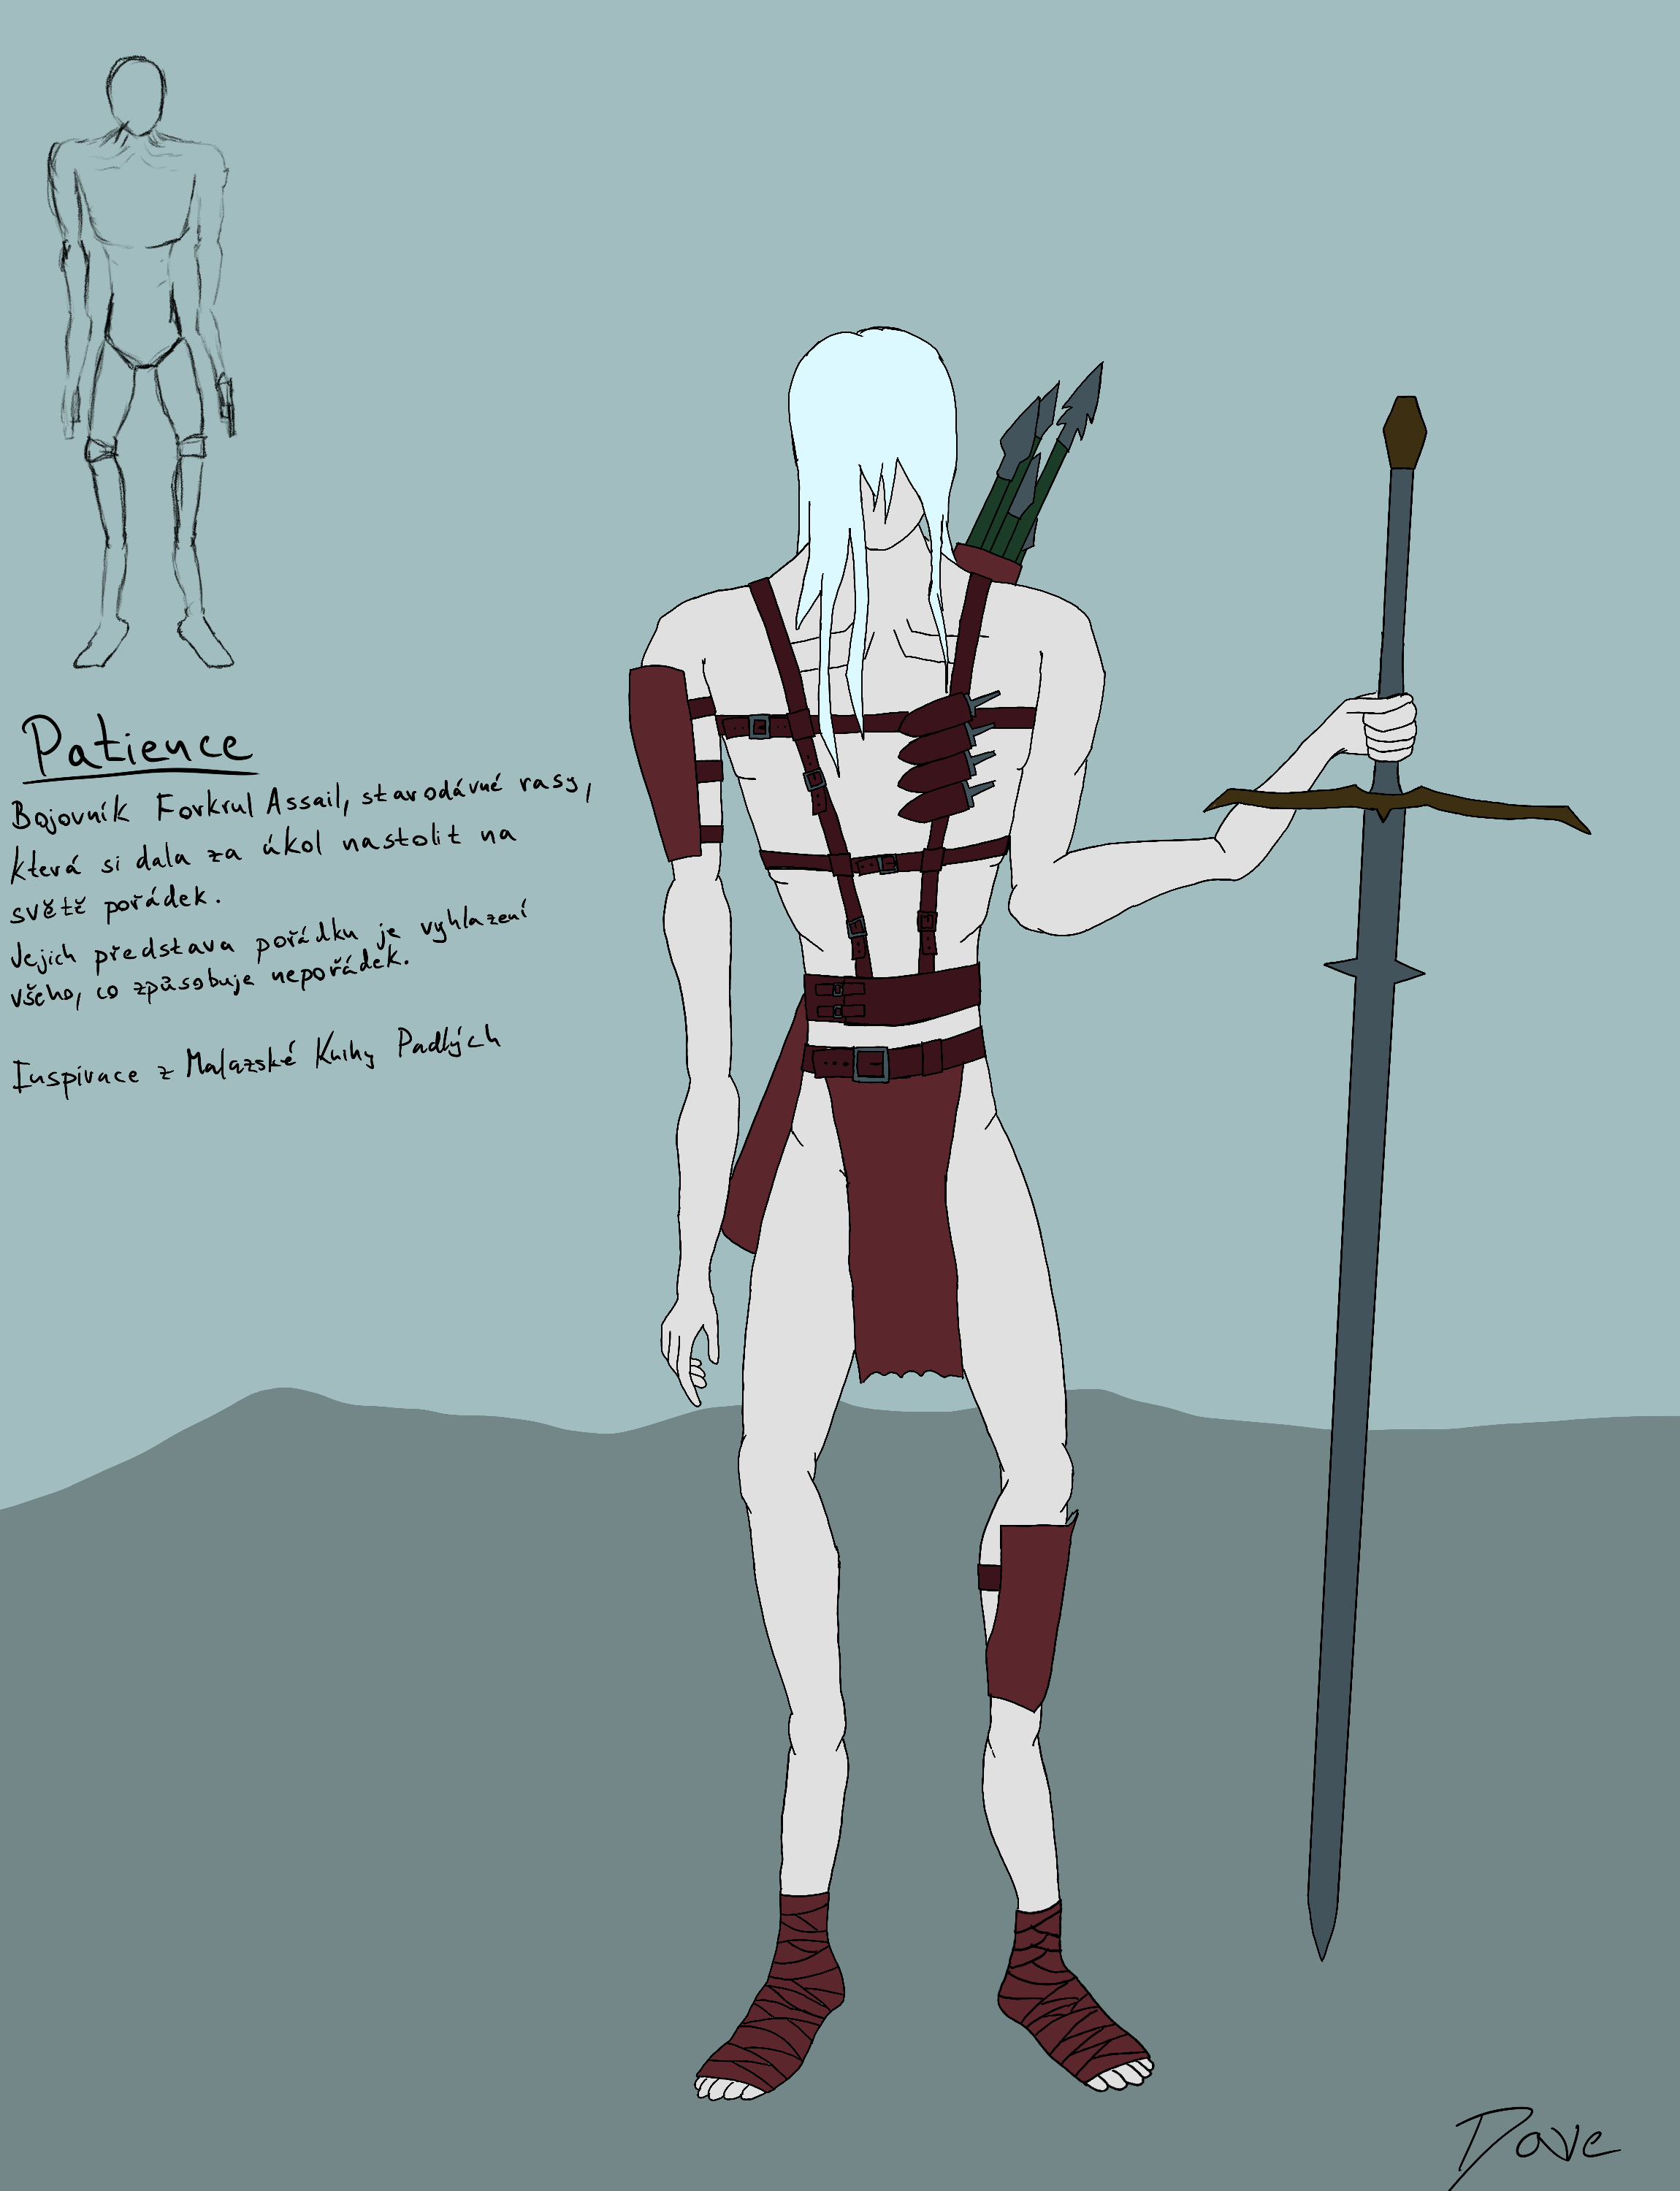 Patience
Bojovník Forkrul Assail, starodávné rasy,
která si dala za úkol nastolit na
světě pořádek.
Jejich představa pořádku je vyhlazení
všeho, co způsobuje nepořádek.
Inspirace z Malazské Knihy Padlých
Dave